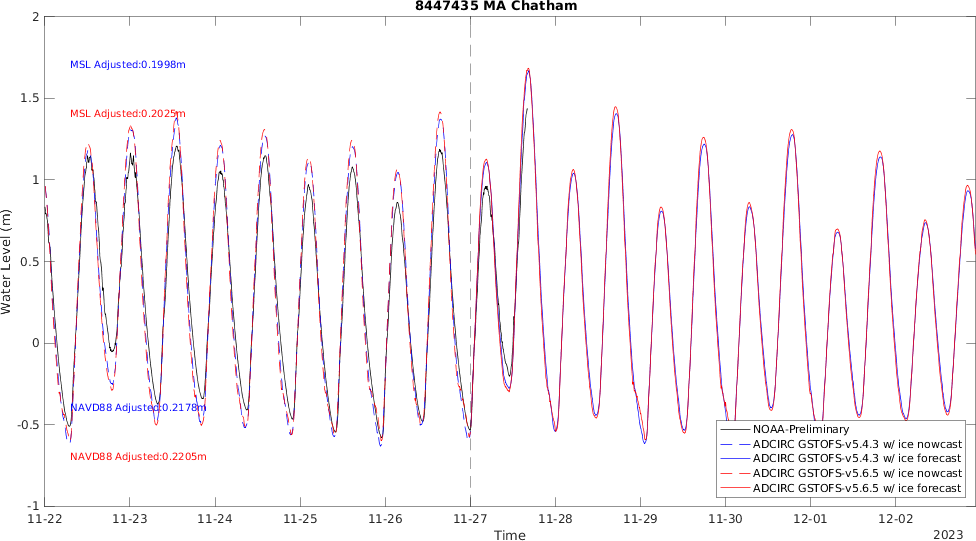 8447435 MA Chatham
2
1.5
1
0.5
0
-0.5
-1
Water Level (m)
MSL Adjusted:0.1998m
MSL Adjusted:0.2025m
NAVD88 Adjusted:0.2178m
NAVD88 Adjusted:0.2205m
NOAA-Preliminary
ADCIRC GSTOFS-v5.4.3 w/ ice nowcast
ADCIRC GSTOFS-v5.4.3 w/ ice forecast
ADCIRC GSTOFS-v5.6.5 w/ ice nowcast
ADCIRC GSTOFS-v5.6.5 w/ ice forecast
11-22 11-23 11-24 11-25 11-26 11-27 11-28 11-29 11-30 12-01 12-02
Time
2023